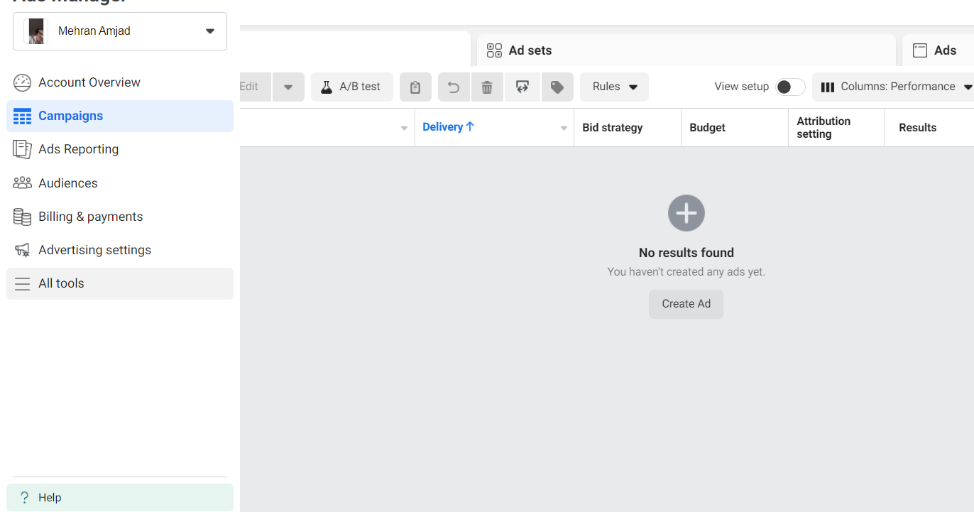 Ads Manager
Mehran Amjad
Account Overview
Campaigns
Ads Reporting
Audiences
Billing & payments
Advertising settings
All tools
Help
Ad sets
Ads
Edit
A/B test
Rules
View setup
Columns: Performance
Delivery↑
Bid strategy
Budget
Attribution
setting
Results
No results found
You haven't created any ads yet.
Create Ad